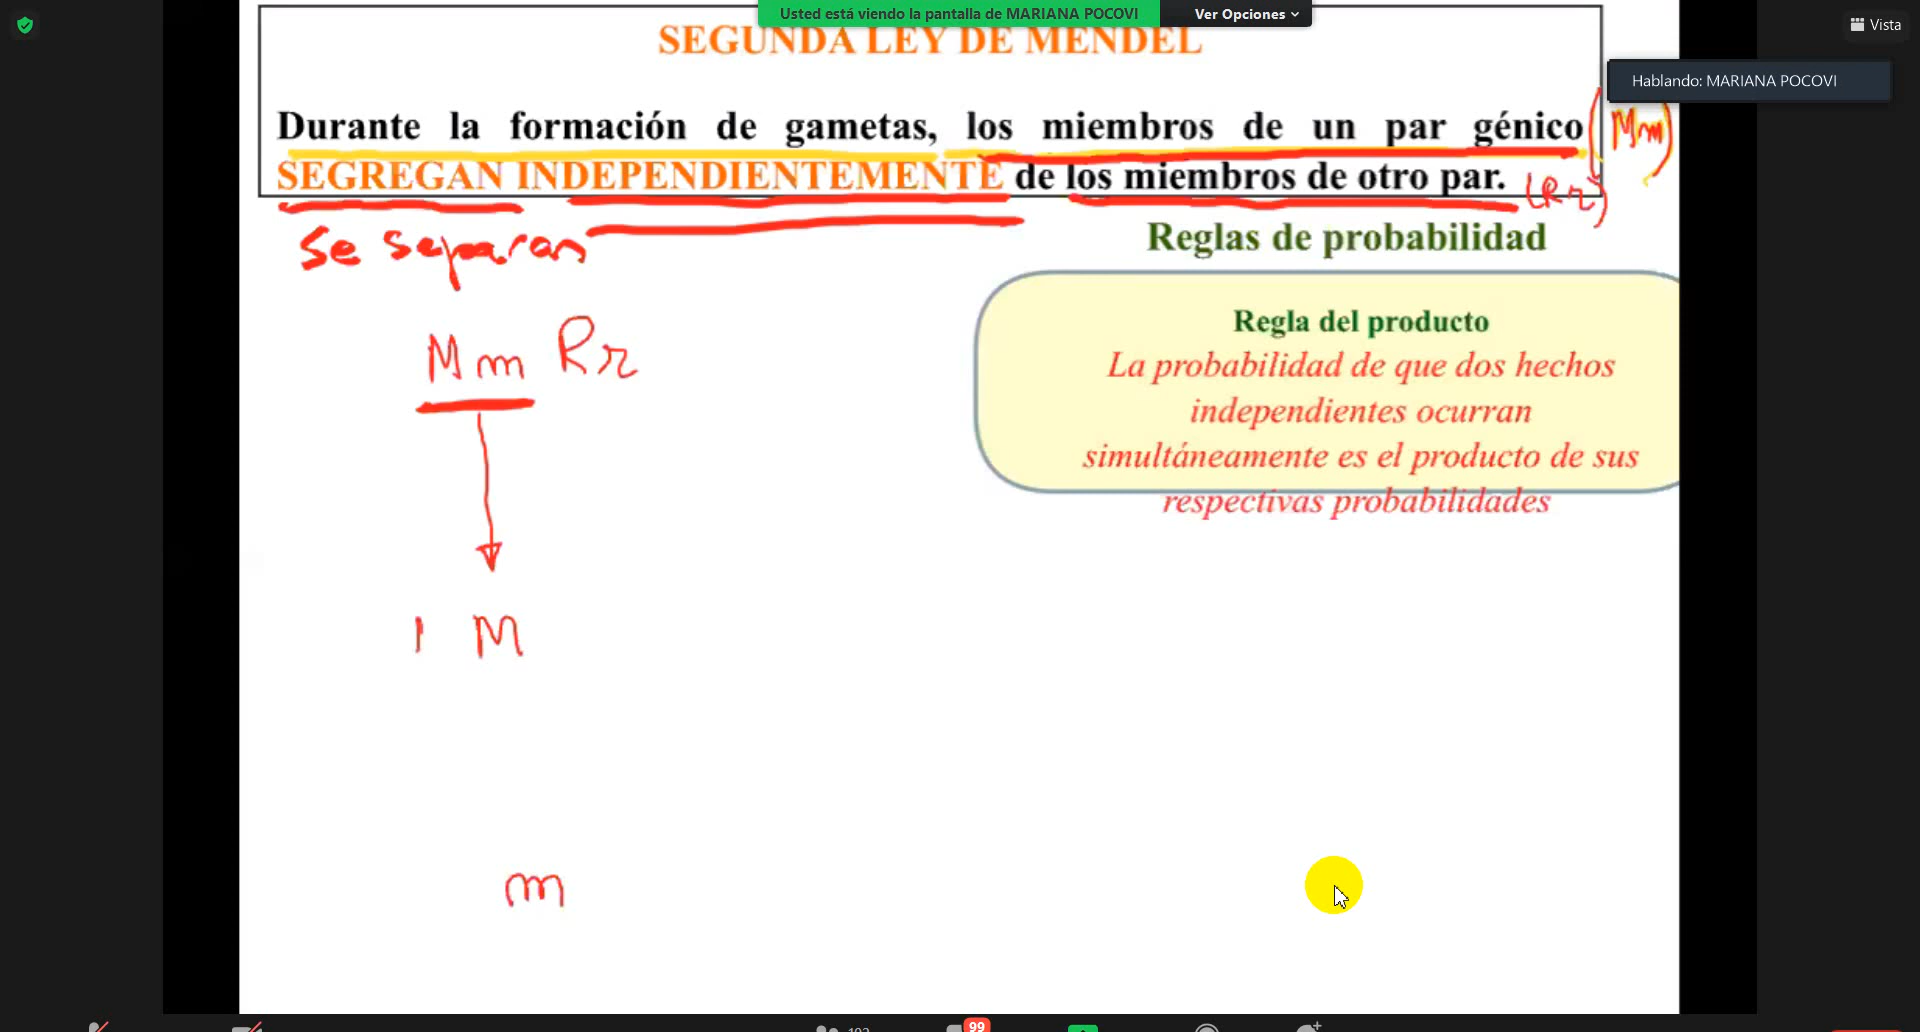 Usted está viendo la pantalla de MARIANA POCOVI
Ver Opciones
Vista
Hablando: MARIANA POCOVI
SEGUNDA LEY DE MENDEL
Durante la formación de gametas, los miembros de un par génico (Mm)
SEGREGAN INDEPENDIENTEMENTE de los miembros de otro par. (Rr)
se separan
Reglas de probabilidad
Regla del producto
La probabilidad de que dos hechos
independientes ocurran
simultáneamente es el producto de sus
respectivas probabilidades
Mm Rr
1 M
m
99